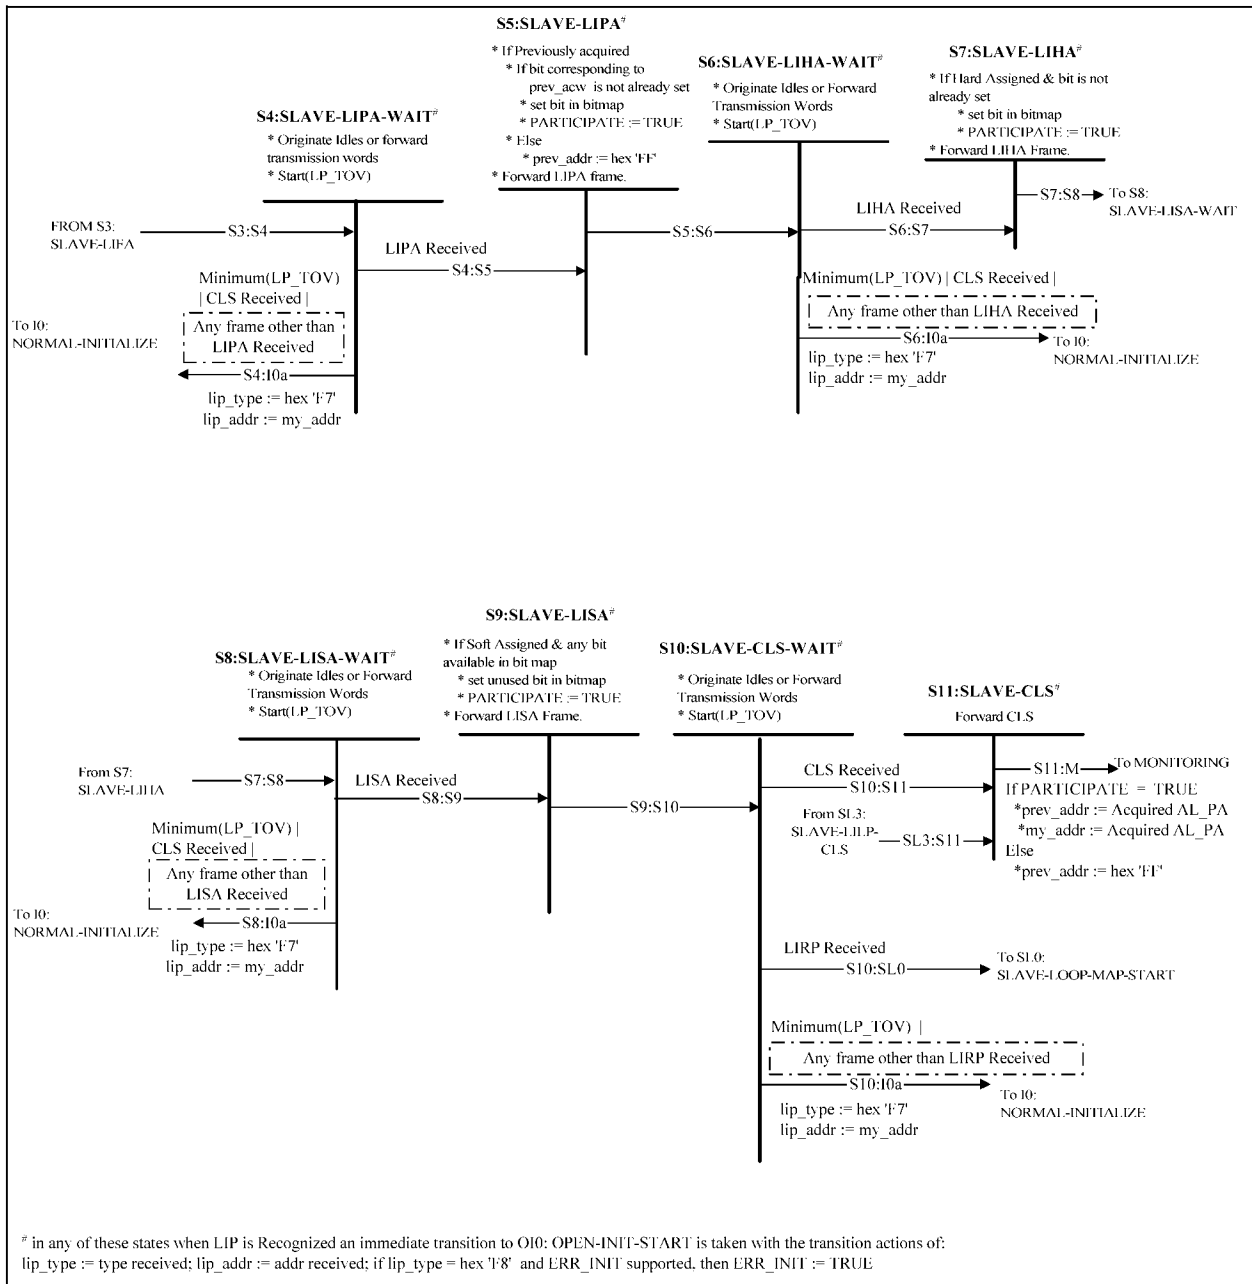 S5:SLAVE-LIPA#
* If Previously acquired
* If bit corresponding to
prev_acw is not already set
* set bit in bitmap
* PARTICIPATE := TRUE
* Else
* prev_addr := hex 'FF'
* Forward LIPA frame.
S6:SLAVE-LIHA-WAIT#
* Originate Idles or Forward
Transmission Words
* Start(LP_TOV)
S7:SLAVE-LIHA#
* If Hard Assigned & bit is not
already set
* set bit in bitmap
* PARTICIPATE := TRUE
* Forward LIHA Frame.
S4:SLAVE-LIPA-WAIT#
* Originate Idles or forward
transmission words
* Start(LP_TOV)
FROM S3:
SLAVE-LIFA
S3:S4
LIPA Received
S4:S5
S5:S6
LIHA Received
S6:S7
S7:S8
To S8:
SLAVE-LISA-WAIT
Minimum(LP_TOV)
| CLS Received |
Any frame other than
LIPA Received
To I0:
NORMAL-INITIALIZE
S4:I0a
lip_type := hex 'F7'
lip_addr := my_addr
Minimum(LP_TOV) | CLS Received |
Any frame other than LIHA Received
S6:I0a
To I0:
NORMAL-INITIALIZE
lip_type := hex 'F7'
lip_addr := my_addr
S8:SLAVE-LISA-WAIT#
* Originate Idles or Forward
Transmission Words
* Start(LP_TOV)
S9:SLAVE-LISA#
* If Soft Assigned & any bit
available in bit map
* set unused bit in bitmap
* PARTICIPATE := TRUE
* Forward LISA Frame.
S10:SLAVE-CLS-WAIT#
* Originate Idles or Forward
Transmission Words
* Start(LP_TOV)
S11:SLAVE-CLS#
Forward CLS
From S7:
SLAVE-LIHA
S7:S8
LISA Received
S8:S9
S9:S10
CLS Received
S10:S11
From SL3:
SLAVE-LILP-
CLS
SL3:S11
S11:M
To MONITORING
If PARTICIPATE = TRUE
*prev_addr := Acquired AL_PA
*my_addr := Acquired AL_PA
Else
*prev_addr := hex 'FF'
Minimum(LP_TOV) |
CLS Received |
Any frame other than
LISA Received
To I0:
NORMAL-INITIALIZE
S8:I0a
lip_type := hex 'F7'
lip_addr := my_addr
LIRP Received
S10:SL0
To SL0:
SLAVE-LOOP-MAP-START
Minimum(LP_TOV) |
Any frame other than LIRP Received
S10:I0a
To I0:
NORMAL-INITIALIZE
lip_type := hex 'F7'
lip_addr := my_addr
# in any of these states when LIP is Recognized an immediate transition to OI0: OPEN-INIT-START is taken with the transition actions of:
lip_type := type received; lip_addr := addr received; if lip_type = hex 'F8' and ERR_INIT supported, then ERR_INIT := TRUE